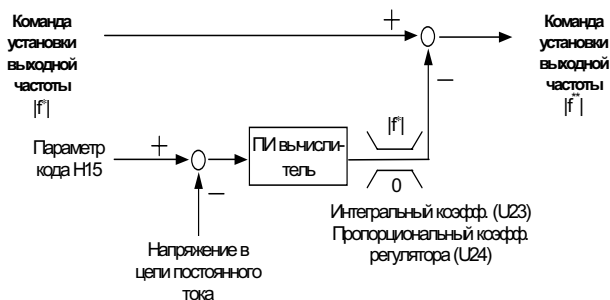 Команда
установки
выходной
частоты
|f*|
+
Команда
установки
выходной
частоты
|f**|
—
Параметр
кода H15
+
ПИ вычисли-
тель
|f*|
0
—
Интегральный коэфф. (U23)
Пропорциональный коэфф.
регулятора (U24)
Напряжение в
цепи постоянного
тока